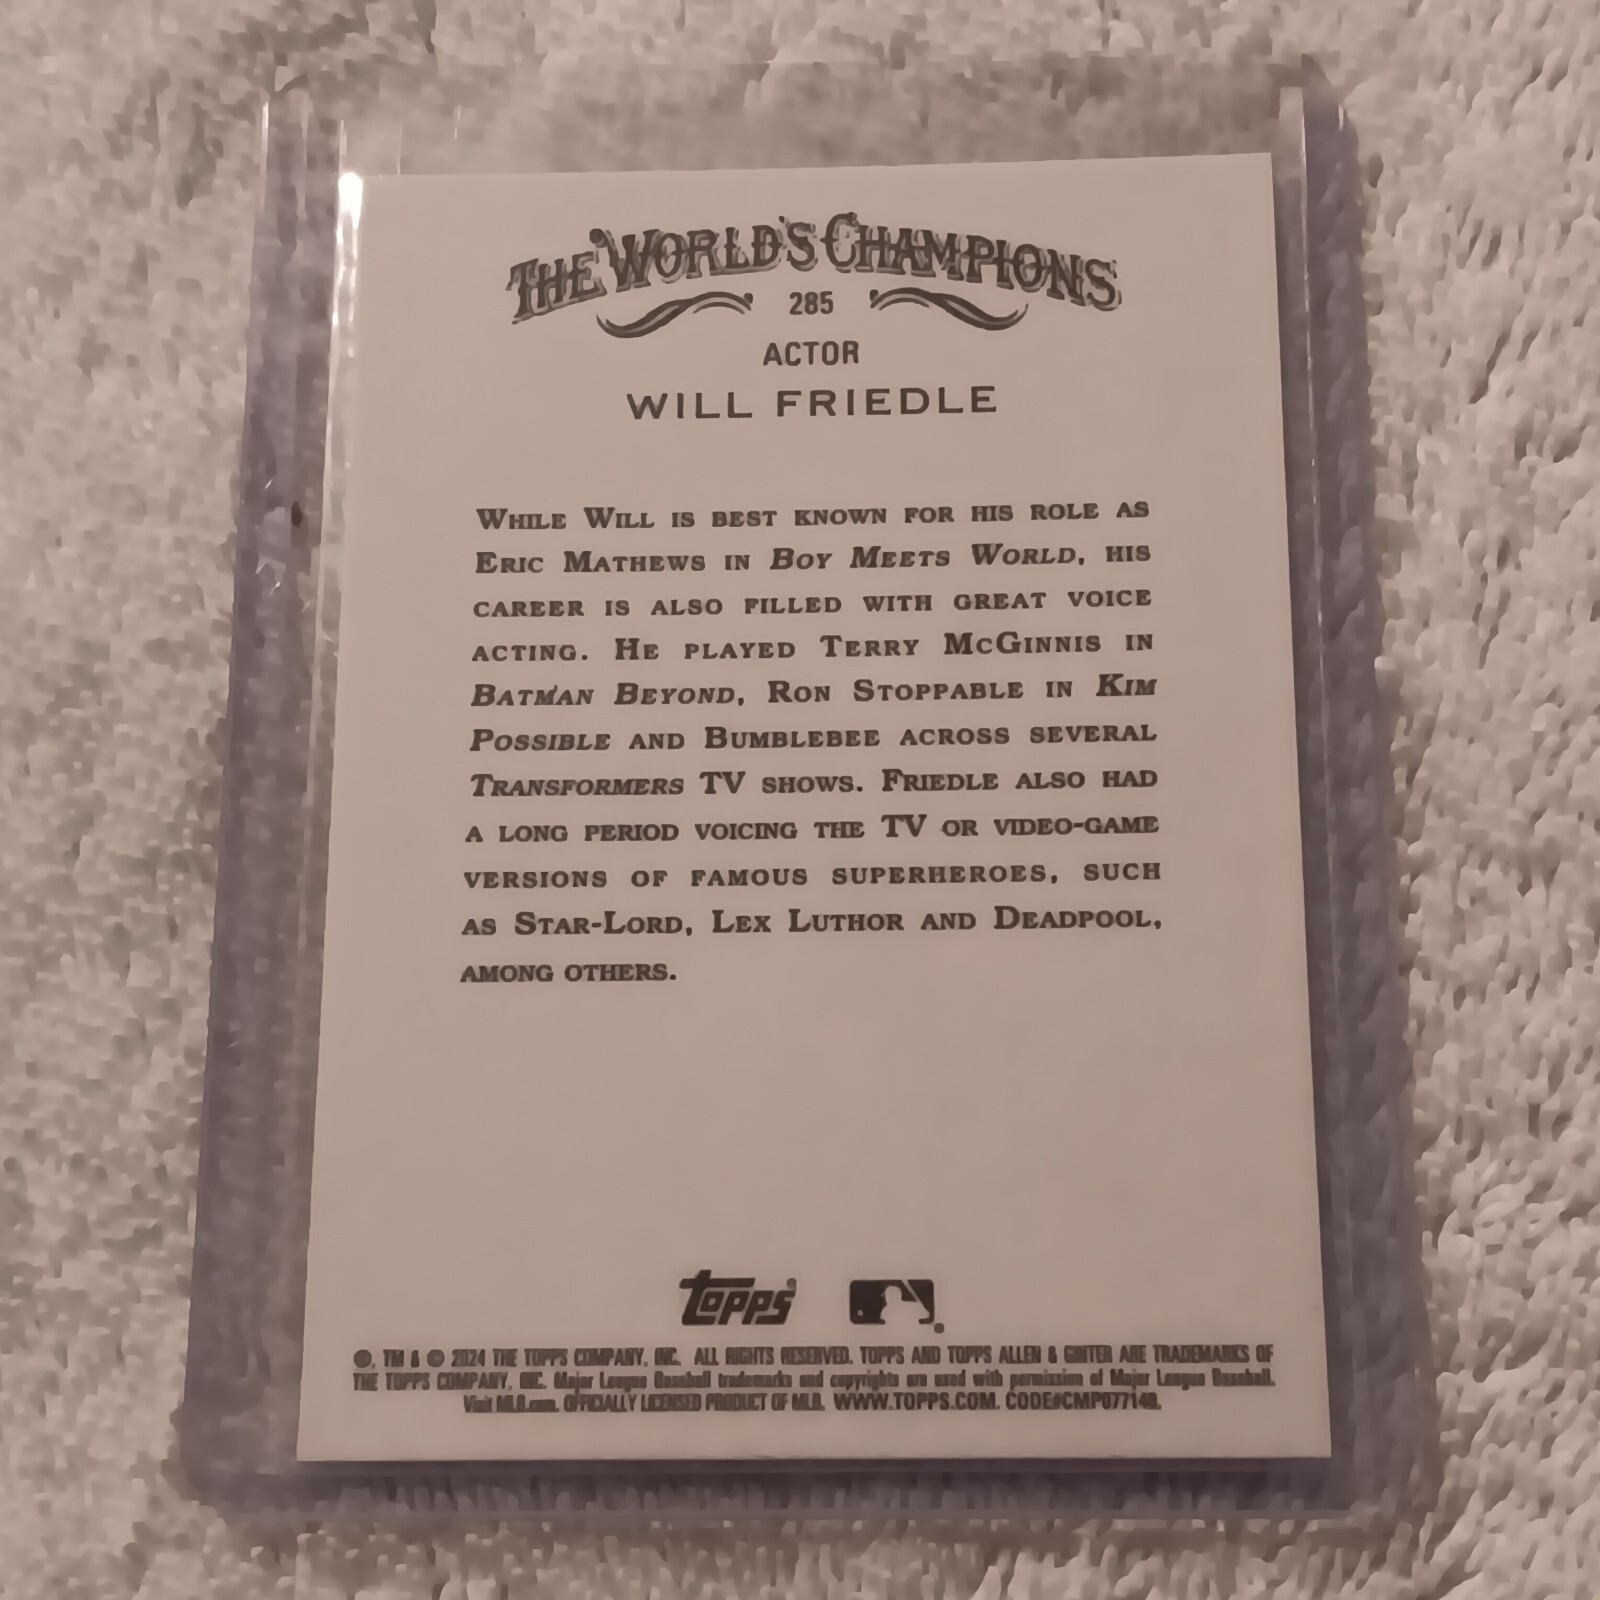 THE WORLD'S CHAMPIONS
285
ACTOR
WILL FRIEDLE
WHILE WILL IS BEST KNOWN FOR HIS ROLE AS
ERIC MATHEWS IN BOY MEETS WORLD, HIS
CAREER IS ALSO FILLED WITH GREAT VOICE
ACTING. HE PLAYED TERRY MCGINNIS IN
BATMAN BEYOND, RON STOPPABLE IN KIM
POSSIBLE AND BUMBLEBEE ACROSS SEVERAL
TRANSFORMERS TV SHOWS. FRIEDLE ALSO HAD
A LONG PERIOD VOICING THE TV OR VIDEO-GAME
VERSIONS OF FAMOUS SUPERHEROES, SUCH
AS STAR-LORD, LEX LUTHOR AND DEADPOOL,
AMONG OTHERS.
topps
®, TM & © 2024 THE TOPPS COMPANY, INC. ALL RIGHTS RESERVED. TOPPS AND TOPPS ALLEN & GINTER ARE TRADEMARKS OF
THE TOPPS COMPANY, INC. Major League Baseball trademarks and copyrights are used with permission of Major League Baseball.
Visit MLB.com. OFFICIALLY LICENSED PRODUCT OF MLB. WWW.TOPPS.COM. CODE#CMP077140.